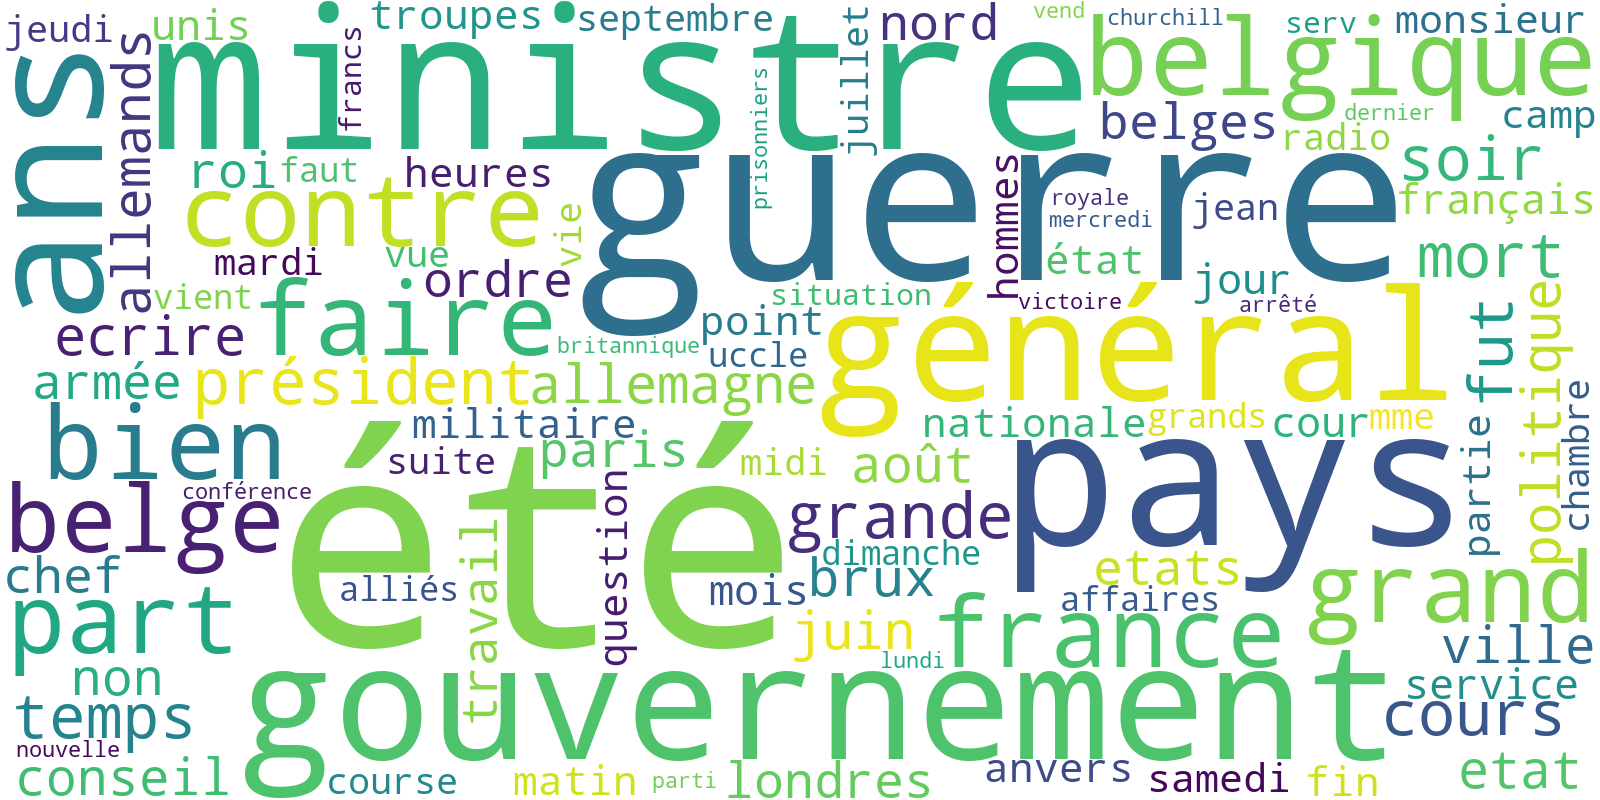 jeudi
unis
troupes
septembre
nord
vend
churchill
serv
monsieur
ans
allemands
ministre
francs
prisonniers
juillet
belgique
belges
dernier
radio
camp
roi
faut
heures
guerre
hommes
royale
mercredi
jean
soir
français
contre
vie
mardi
vue
ordre
état
jour
mort
vient
faire
situation
victoire
arrêté
ecrire
point
britannique
uccle
général
fut
politique
armée
président
allemagne
chambre
bien
militaire
nationale
grands
cour
mme
suite
paris
midi
août
pays
partie
belge
conférence
été
travail
question
grande
dimanche
etats
chef
alliés
mois
brux
affaires
grand
part
juin
france
ville
non
lundi
service
temps
gouvernement
cours
nouvelle
conseil
course
matin
parti
londres
anvers
samedi
fin
etat